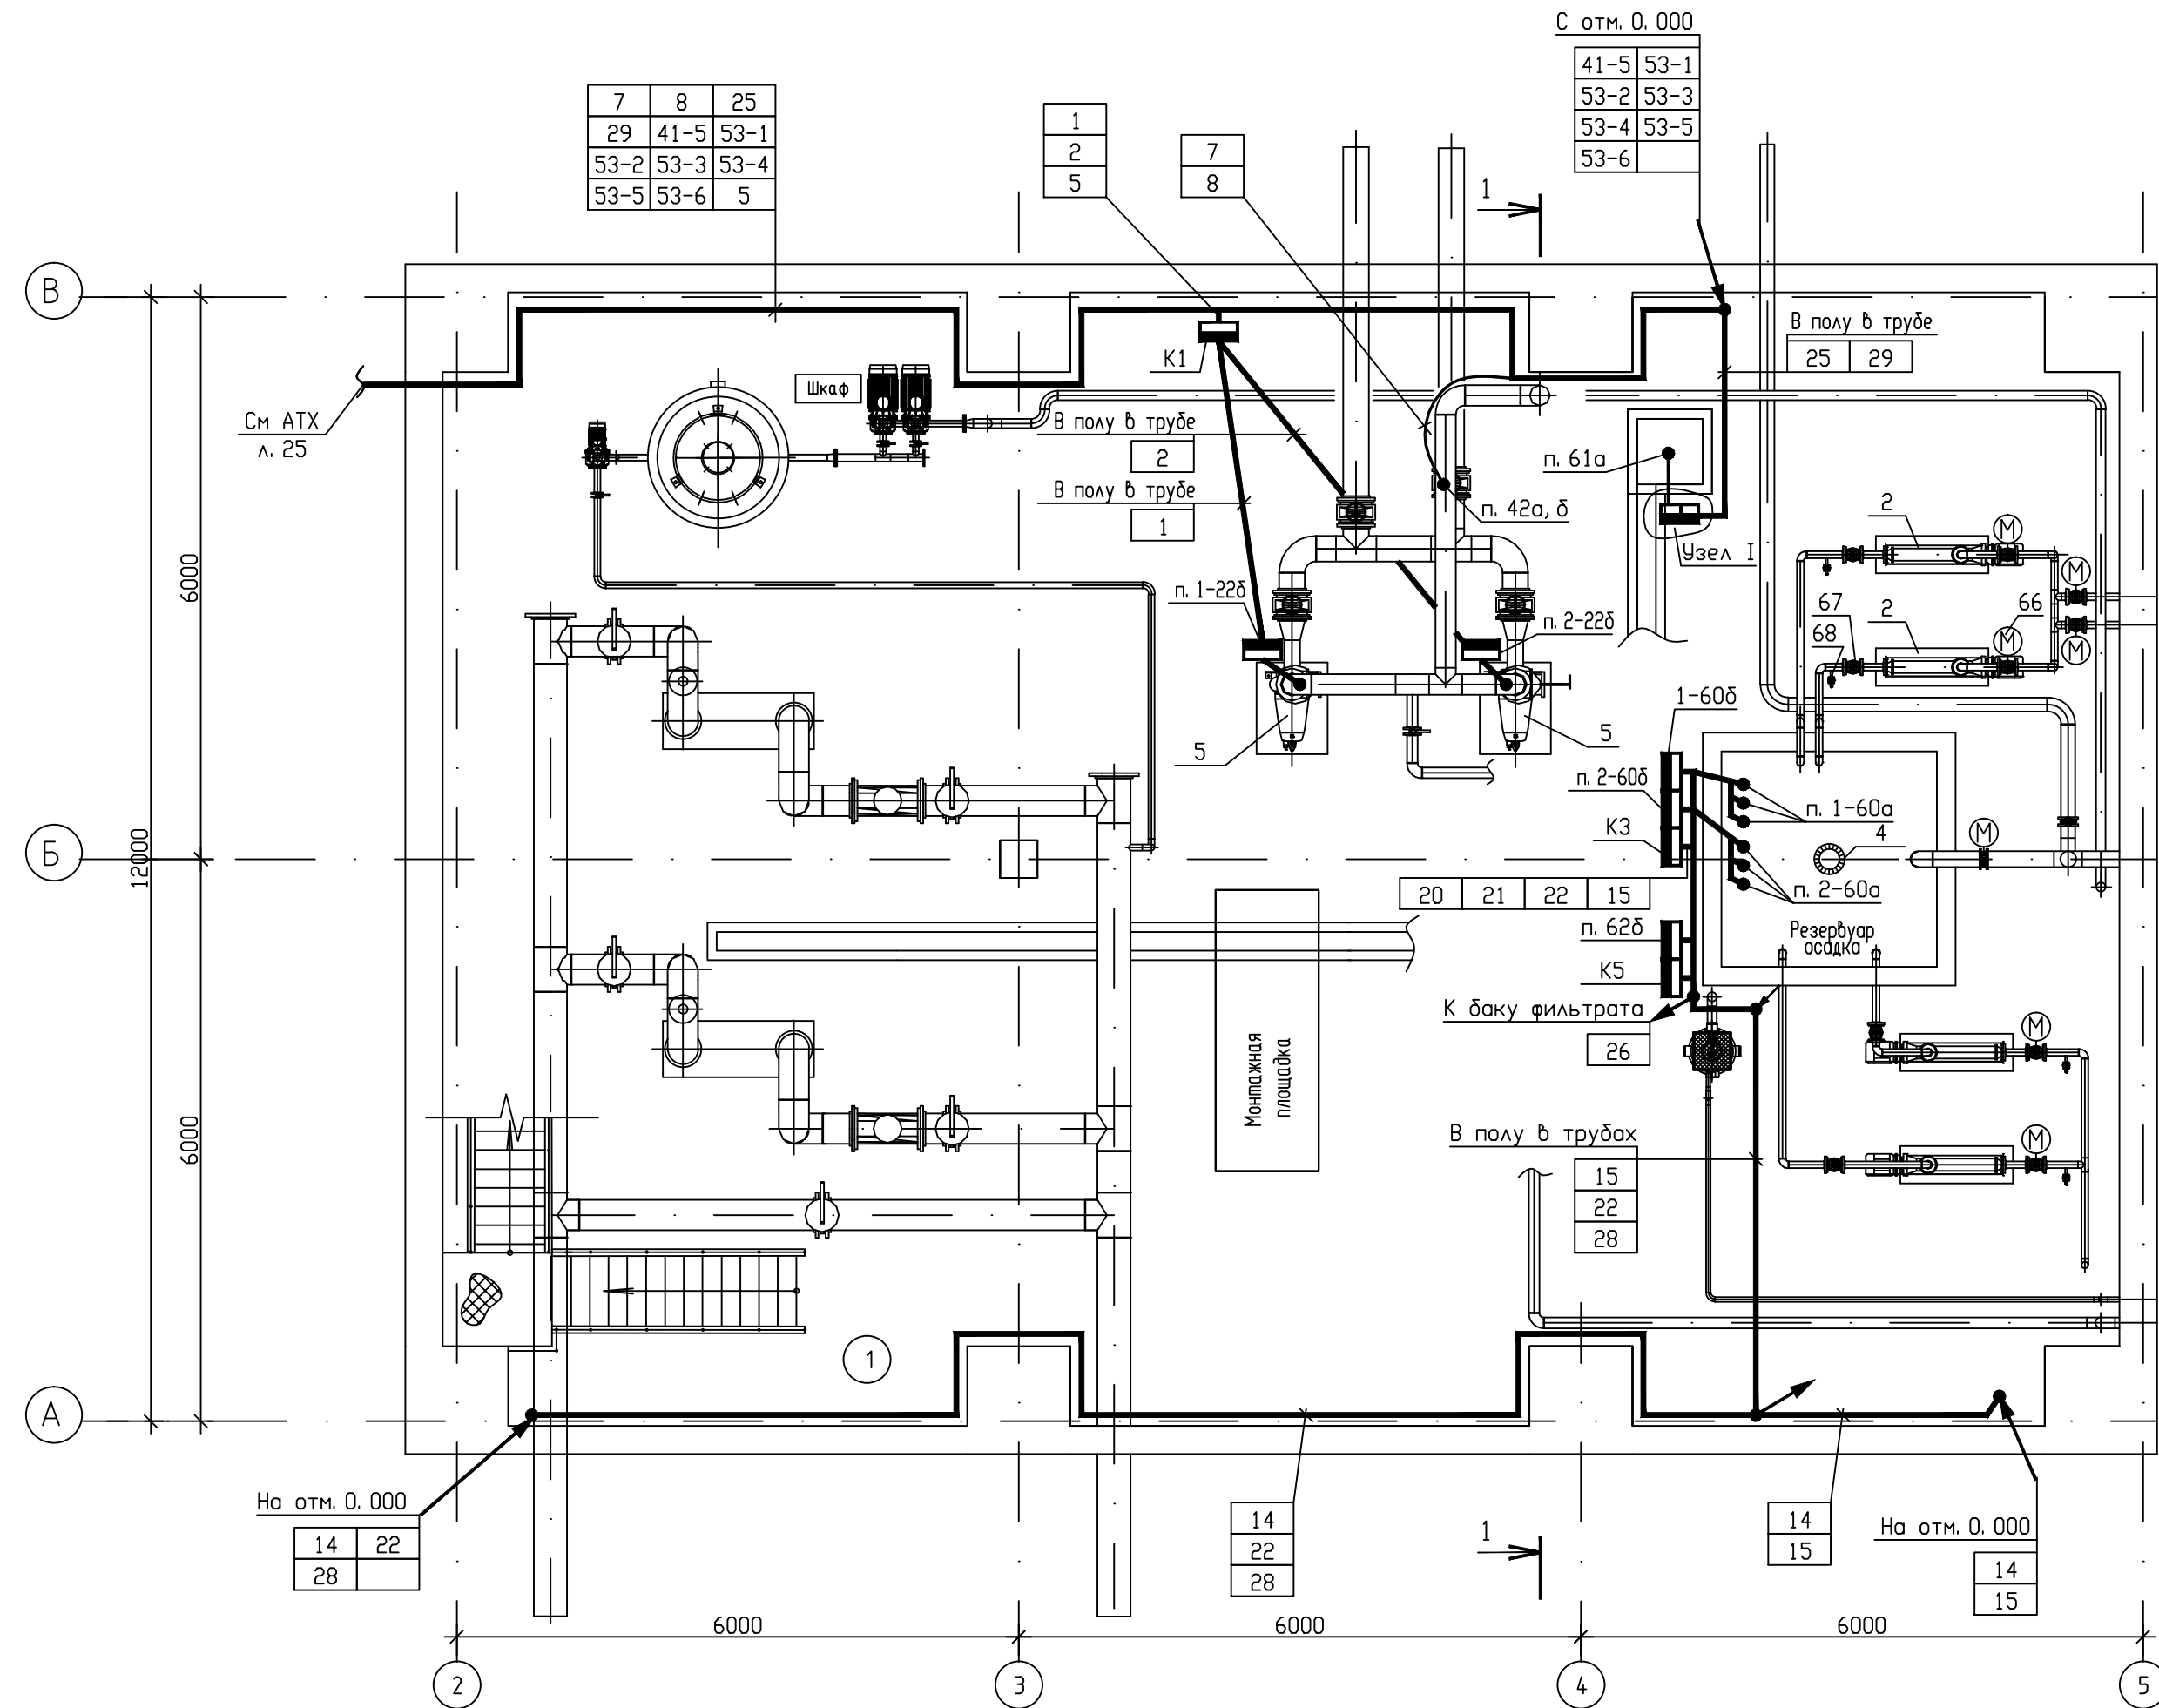 С отм. 0.000
41-5 53-1
53-2 53-3
53-4 53-5
53-6
7 8 25
29 41-5 53-1
53-2 53-3 53-4
53-5 53-6 5
1
2
5
7
8
1
В
В полу в трубе
25 29
К1
Шкаф
См АТХ
л. 25
В полу в трубе
2
п. 61а
В полу в трубе
1
п. 42а, б
2
М
Узел I
М
6000
п. 1-22б
67
2
66
п. 2-22б
68
М
М
1-60б
5
5
п. 2-60б
п. 1-60а
К3
4
М
Б
12000
20 21 22 15
п. 2-60а
п. 62б
Резервуар
осадка
К5
К баку фильтрата
26
М
Монтажная
площадка
6000
В полу в трубах
15
22
28
М
1
А
На отм. 0.000
14 22
28
14
22
28
1
14
15
На отм. 0.000
14
15
6000
6000
6000
2
3
4
5